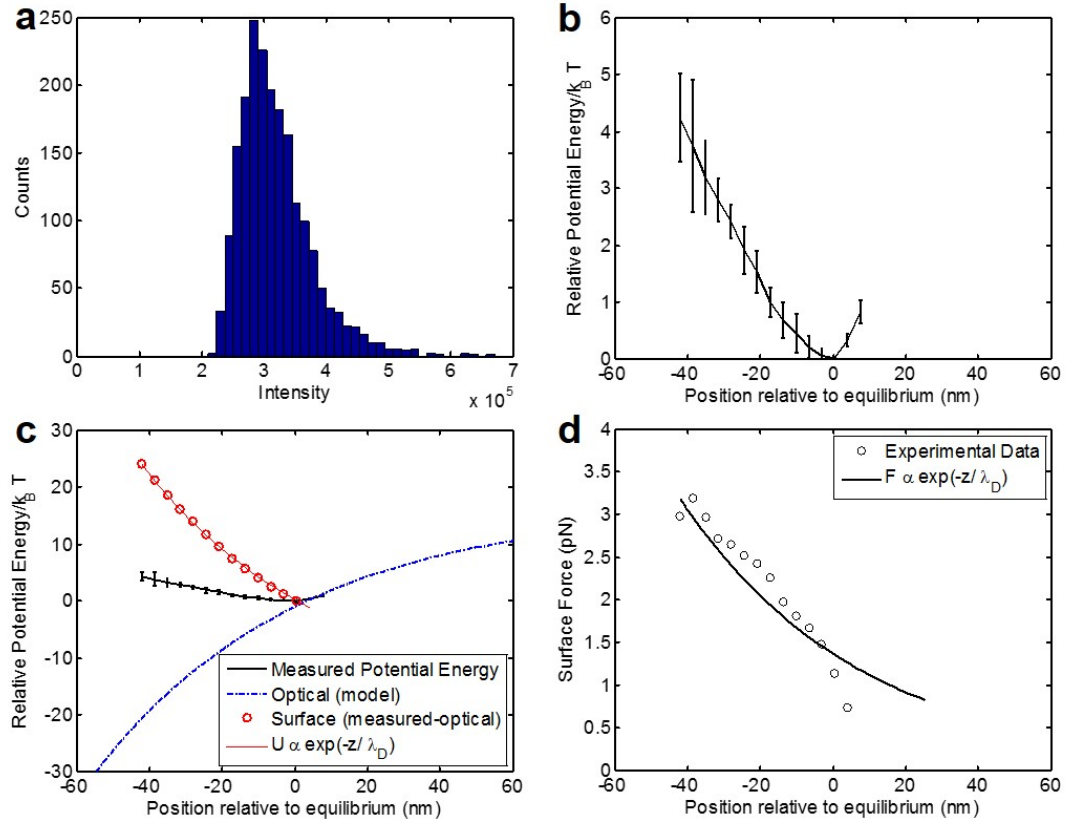 a
250
200
150
100
50
0
Counts
0 1 2 3 4 5 6 7
Intensity
x 10^5
b
6
5
4
3
2
1
0
Relative Potential Energy/k_B T
-60 -40 -20 0 20 40 60
Position relative to equilibrium (nm)
c
30
20
10
0
-10
-20
-30
Relative Potential Energy/k_B T
Measured Potential Energy
Optical (model)
Surface (measured-optical)
U α exp(-z/ λ_D)
-60 -40 -20 0 20 40 60
Position relative to equilibrium (nm)
d
4
3.5
3
2.5
2
1.5
1
0.5
0
Surface Force (pN)
Experimental Data
F α exp(-z/ λ_D)
-60 -40 -20 0 20 40 60
Position relative to equilibrium (nm)